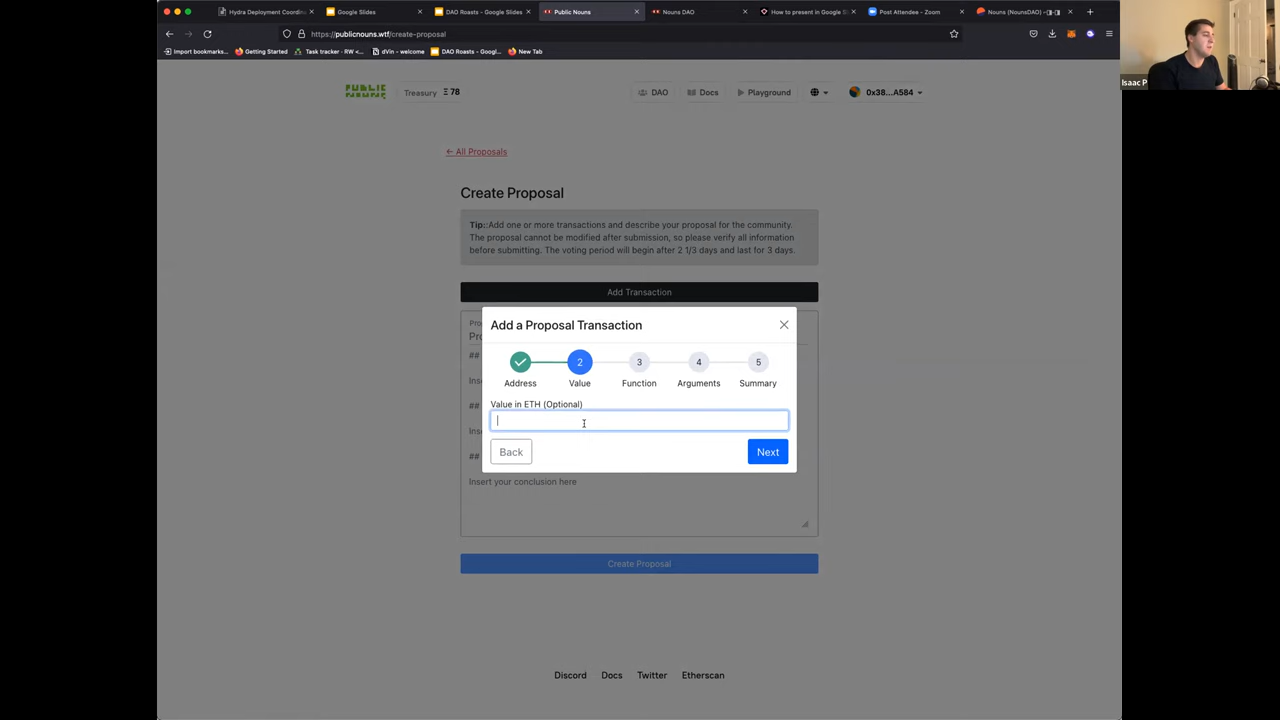 Hydra Deployment Coordin
Google Slides
DAO Roasts - Google Slides
Public Nouns
Nouns DAO
How to present in Google Sl
Post Attendee - Zoom
Nouns (NounsDAO)
https://publicnouns.wtf/create-proposal
Import bookmarks...
Getting Started
Task tracker - RW <...
dVin - welcome
DAO Roasts - Googl...
New Tab
Isaac P
PUBLIC NOUNS
Treasury Ξ 78
DAO
Docs
Playground
0x38...A584
← All Proposals
Create Proposal
Tip: Add one or more transactions and describe your proposal for the community.
The proposal cannot be modified after submission, so please verify all information
before submitting. The voting period will begin after 2 1/3 days and last for 3 days.
Add Transaction
Add a Proposal Transaction
2
3
4
5
Address
Value
Function
Arguments
Summary
Value in ETH (Optional)
Back
Next
##
##
##
Insert your conclusion here
Create Proposal
Discord
Docs
Twitter
Etherscan